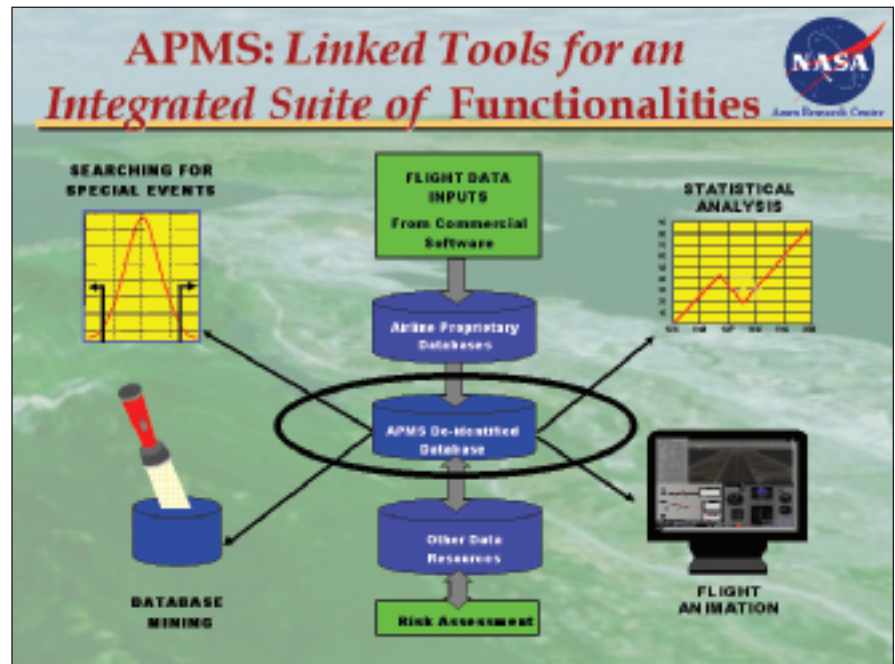 APMS: Linked Tools for an
Integrated Suite of Functionalities
NASA
Ames Research Center
SEARCHING FOR
SPECIAL EVENTS
FLIGHT DATA
INPUTS
From Commercial
Software
STATISTICAL
ANALYSIS
Airline Proprietary
Databases
APMS De-identified
Database
Other Data
Resources
DATABASE
MINING
FLIGHT
ANIMATION
Risk Assessment